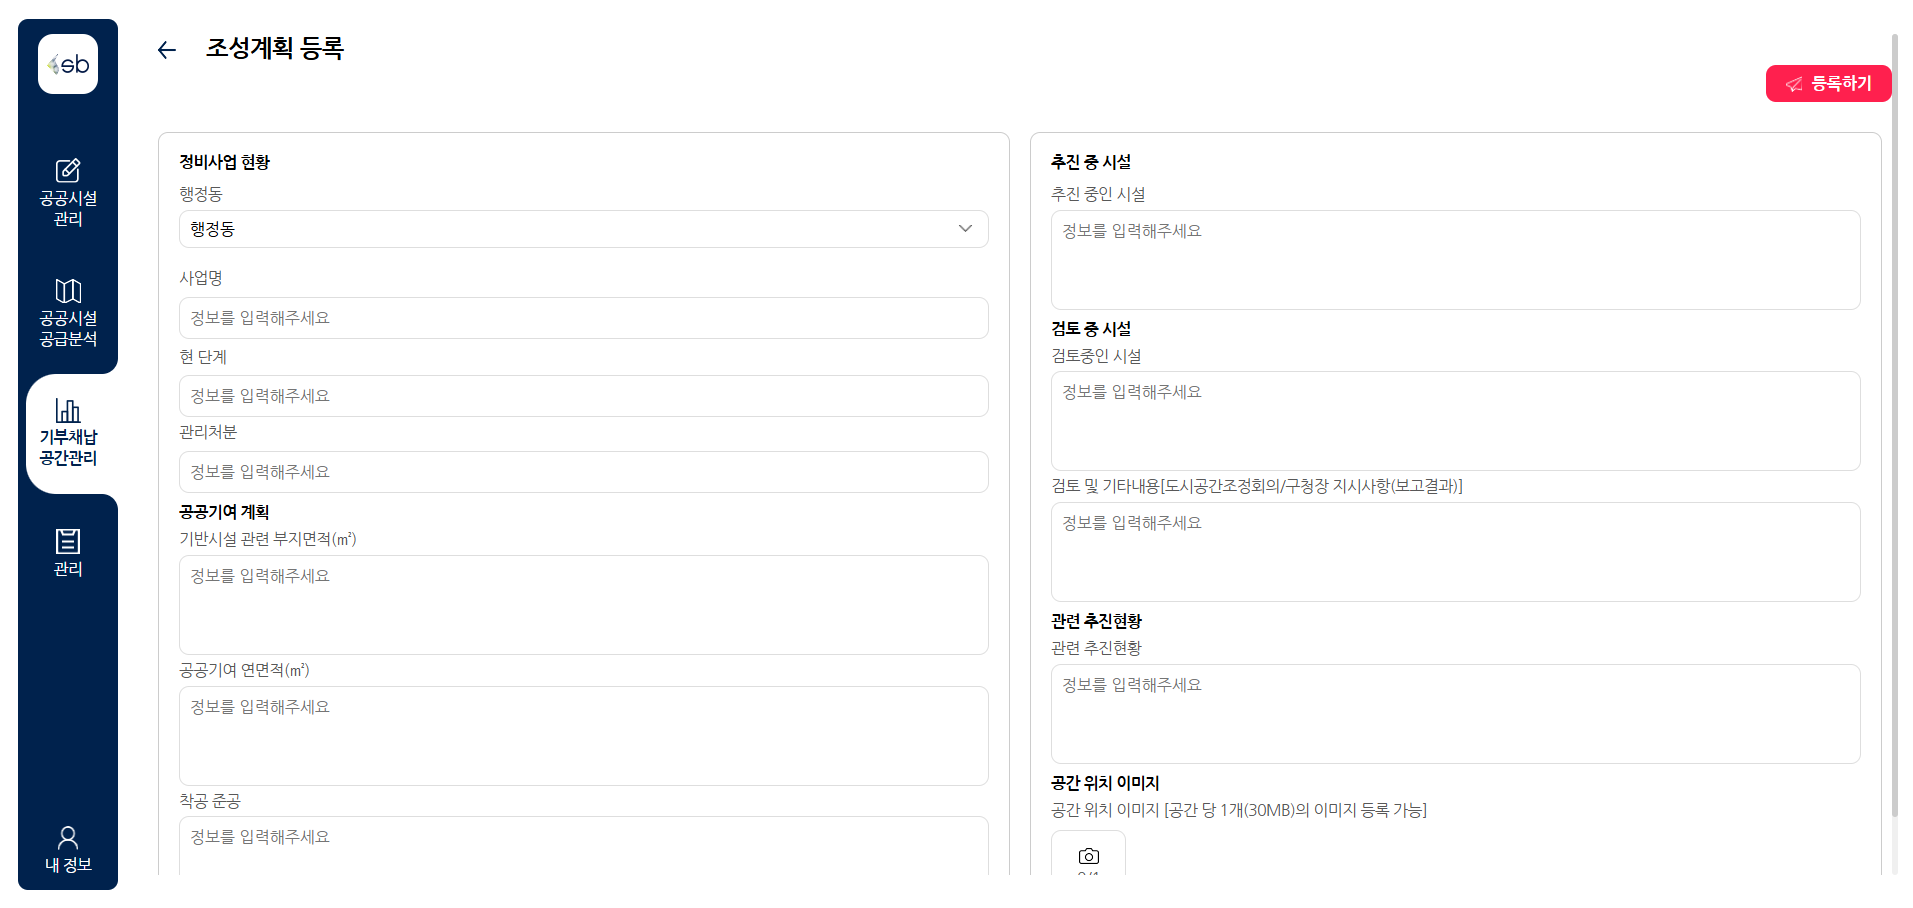 sb
공공시설
관리
공공시설
공급분석
기부채납
공간관리
관리
내 정보
조성계획 등록
등록하기
정비사업 현황
행정동
행정동
사업명
정보를 입력해주세요
현 단계
정보를 입력해주세요
관리처분
정보를 입력해주세요
공공기여 계획
기반시설 관련 부지면적(㎡)
정보를 입력해주세요
공공기여 연면적(㎡)
정보를 입력해주세요
착공 준공
정보를 입력해주세요
추진 중 시설
추진 중인 시설
정보를 입력해주세요
검토 중 시설
검토중인 시설
정보를 입력해주세요
검토 및 기타내용[도시공간조정회의/구청장 지시사항(보고결과)]
정보를 입력해주세요
관련 추진현황
관련 추진현황
정보를 입력해주세요
공간 위치 이미지
공간 위치 이미지 [공간 당 1개(30MB)의 이미지 등록 가능]